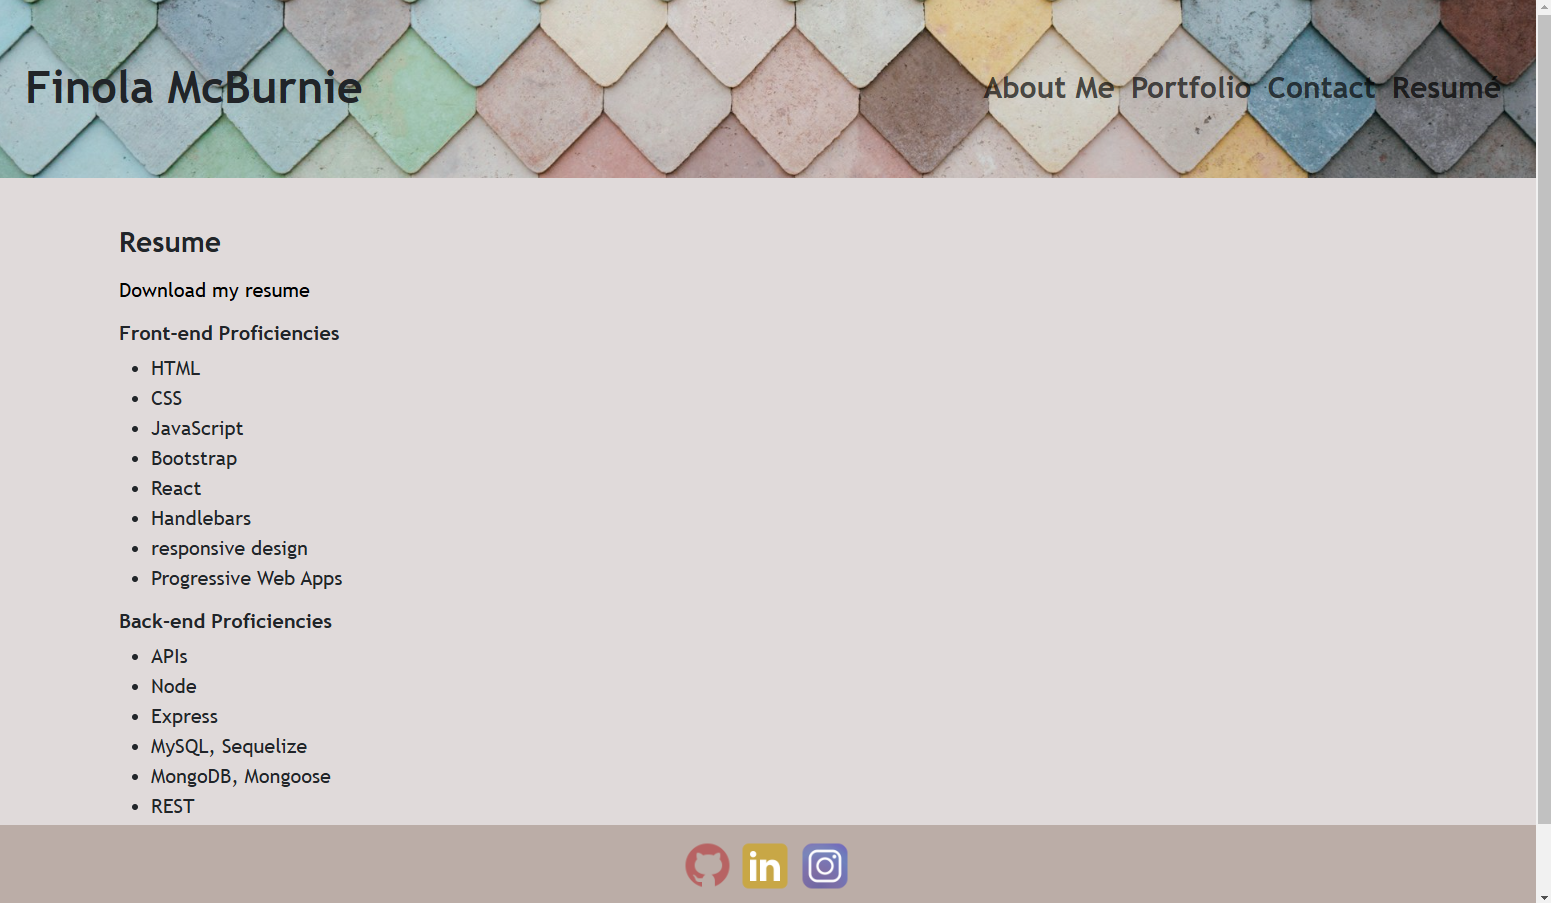 Finola McBurnie
About Me Portfolio Contact Resumé
Resume
Download my resume
Front-end Proficiencies
HTML
CSS
JavaScript
Bootstrap
React
Handlebars
responsive design
Progressive Web Apps
Back-end Proficiencies
APIs
Node
Express
MySQL, Sequelize
MongoDB, Mongoose
REST
in